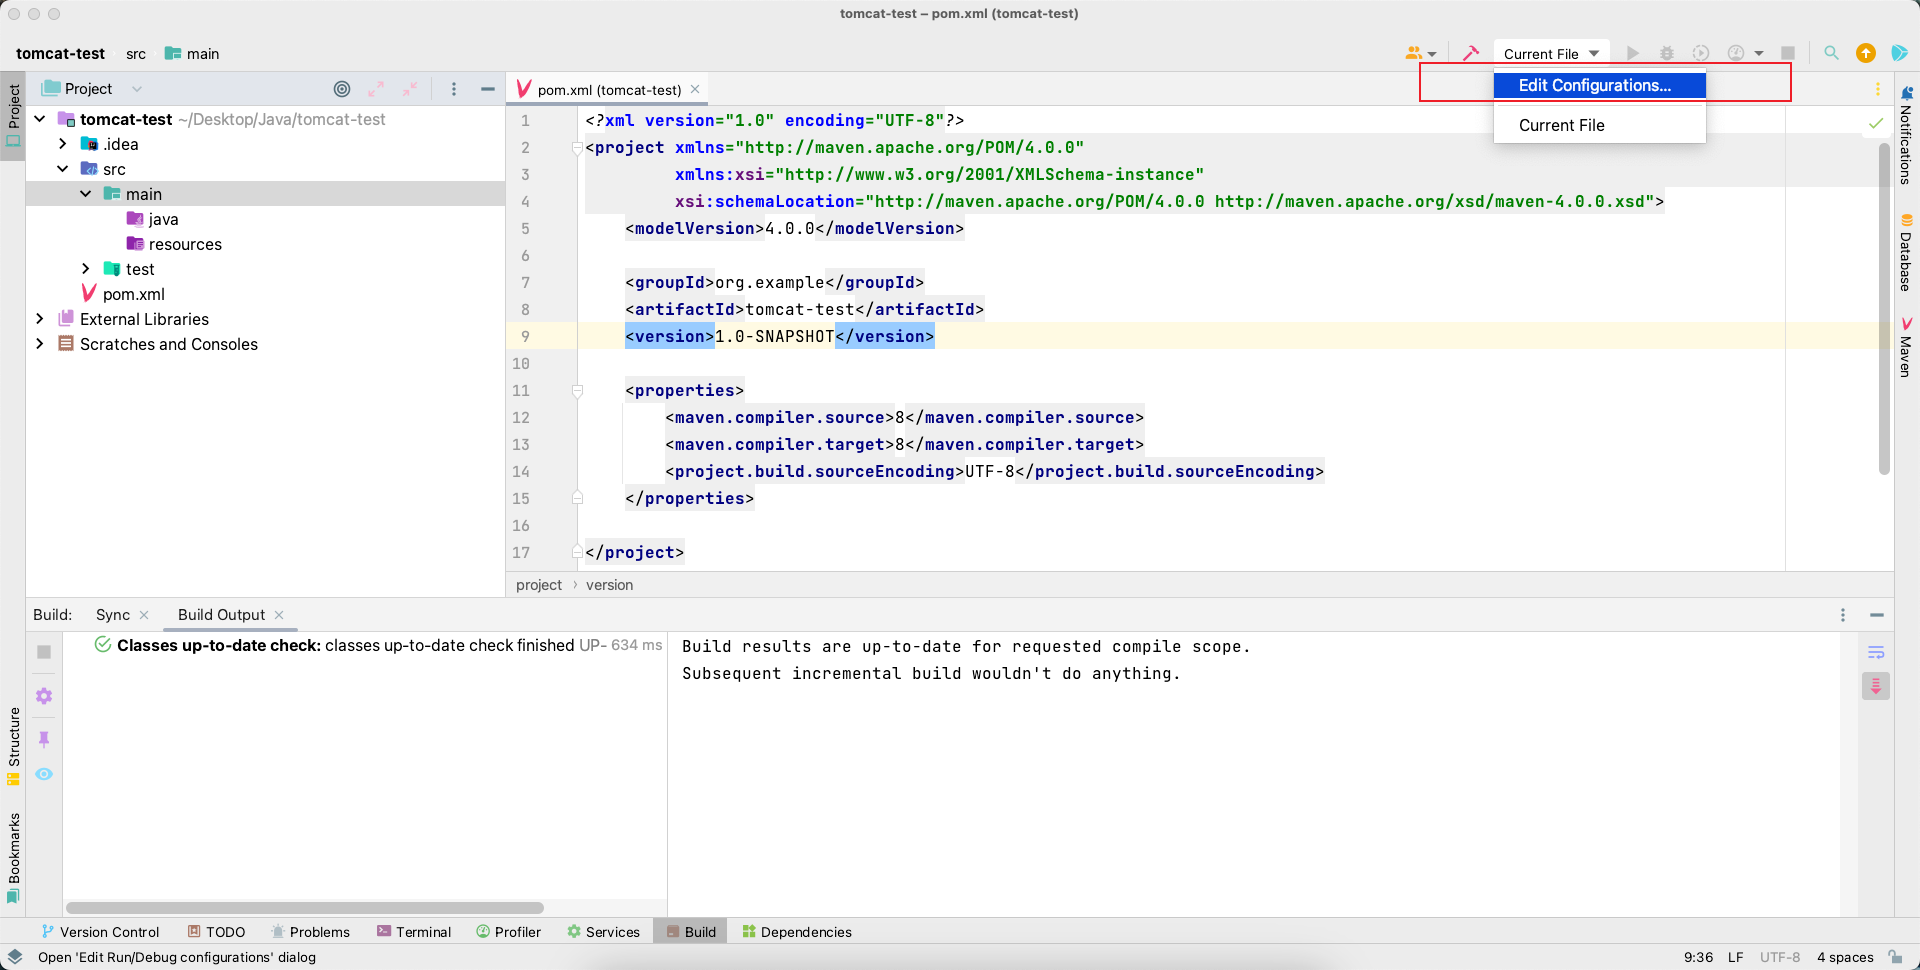 tomcat-test – pom.xml (tomcat-test)
tomcat-test src main
Current File
Edit Configurations...
Current File
Project
Project
pom.xml (tomcat-test)
tomcat-test ~/Desktop/Java/tomcat-test
.idea
src
main
java
resources
test
pom.xml
External Libraries
Scratches and Consoles
1 <?xml version="1.0" encoding="UTF-8"?>
2 <project xmlns="http://maven.apache.org/POM/4.0.0"
3 xmlns:xsi="http://www.w3.org/2001/XMLSchema-instance"
4 xsi:schemaLocation="http://maven.apache.org/POM/4.0.0 http://maven.apache.org/xsd/maven-4.0.0.xsd">
5 <modelVersion>4.0.0</modelVersion>
6
7 <groupId>org.example</groupId>
8 <artifactId>tomcat-test</artifactId>
9 <version>1.0-SNAPSHOT</version>
10
11 <properties>
12 <maven.compiler.source>8</maven.compiler.source>
13 <maven.compiler.target>8</maven.compiler.target>
14 <project.build.sourceEncoding>UTF-8</project.build.sourceEncoding>
15 </properties>
16
17 </project>
project › version
Notifications
Database
Maven
Build: Sync Build Output
Classes up-to-date check: classes up-to-date check finished UP- 634 ms
Build results are up-to-date for requested compile scope.
Subsequent incremental build wouldn't do anything.
Structure
Bookmarks
Version Control TODO Problems Terminal Profiler Services Build Dependencies
Open 'Edit Run/Debug configurations' dialog
9:36 LF UTF-8 4 spaces